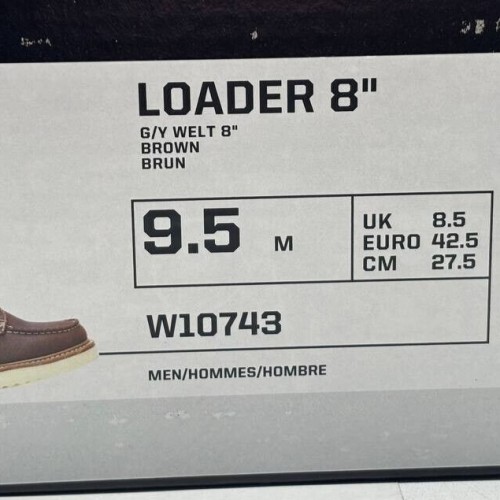 LOADER 8"
G/Y WELT 8"
BROWN
BRUN
9.5 M
UK 8.5
EURO 42.5
CM 27.5
W10743
MEN/HOMMES/HOMBRE